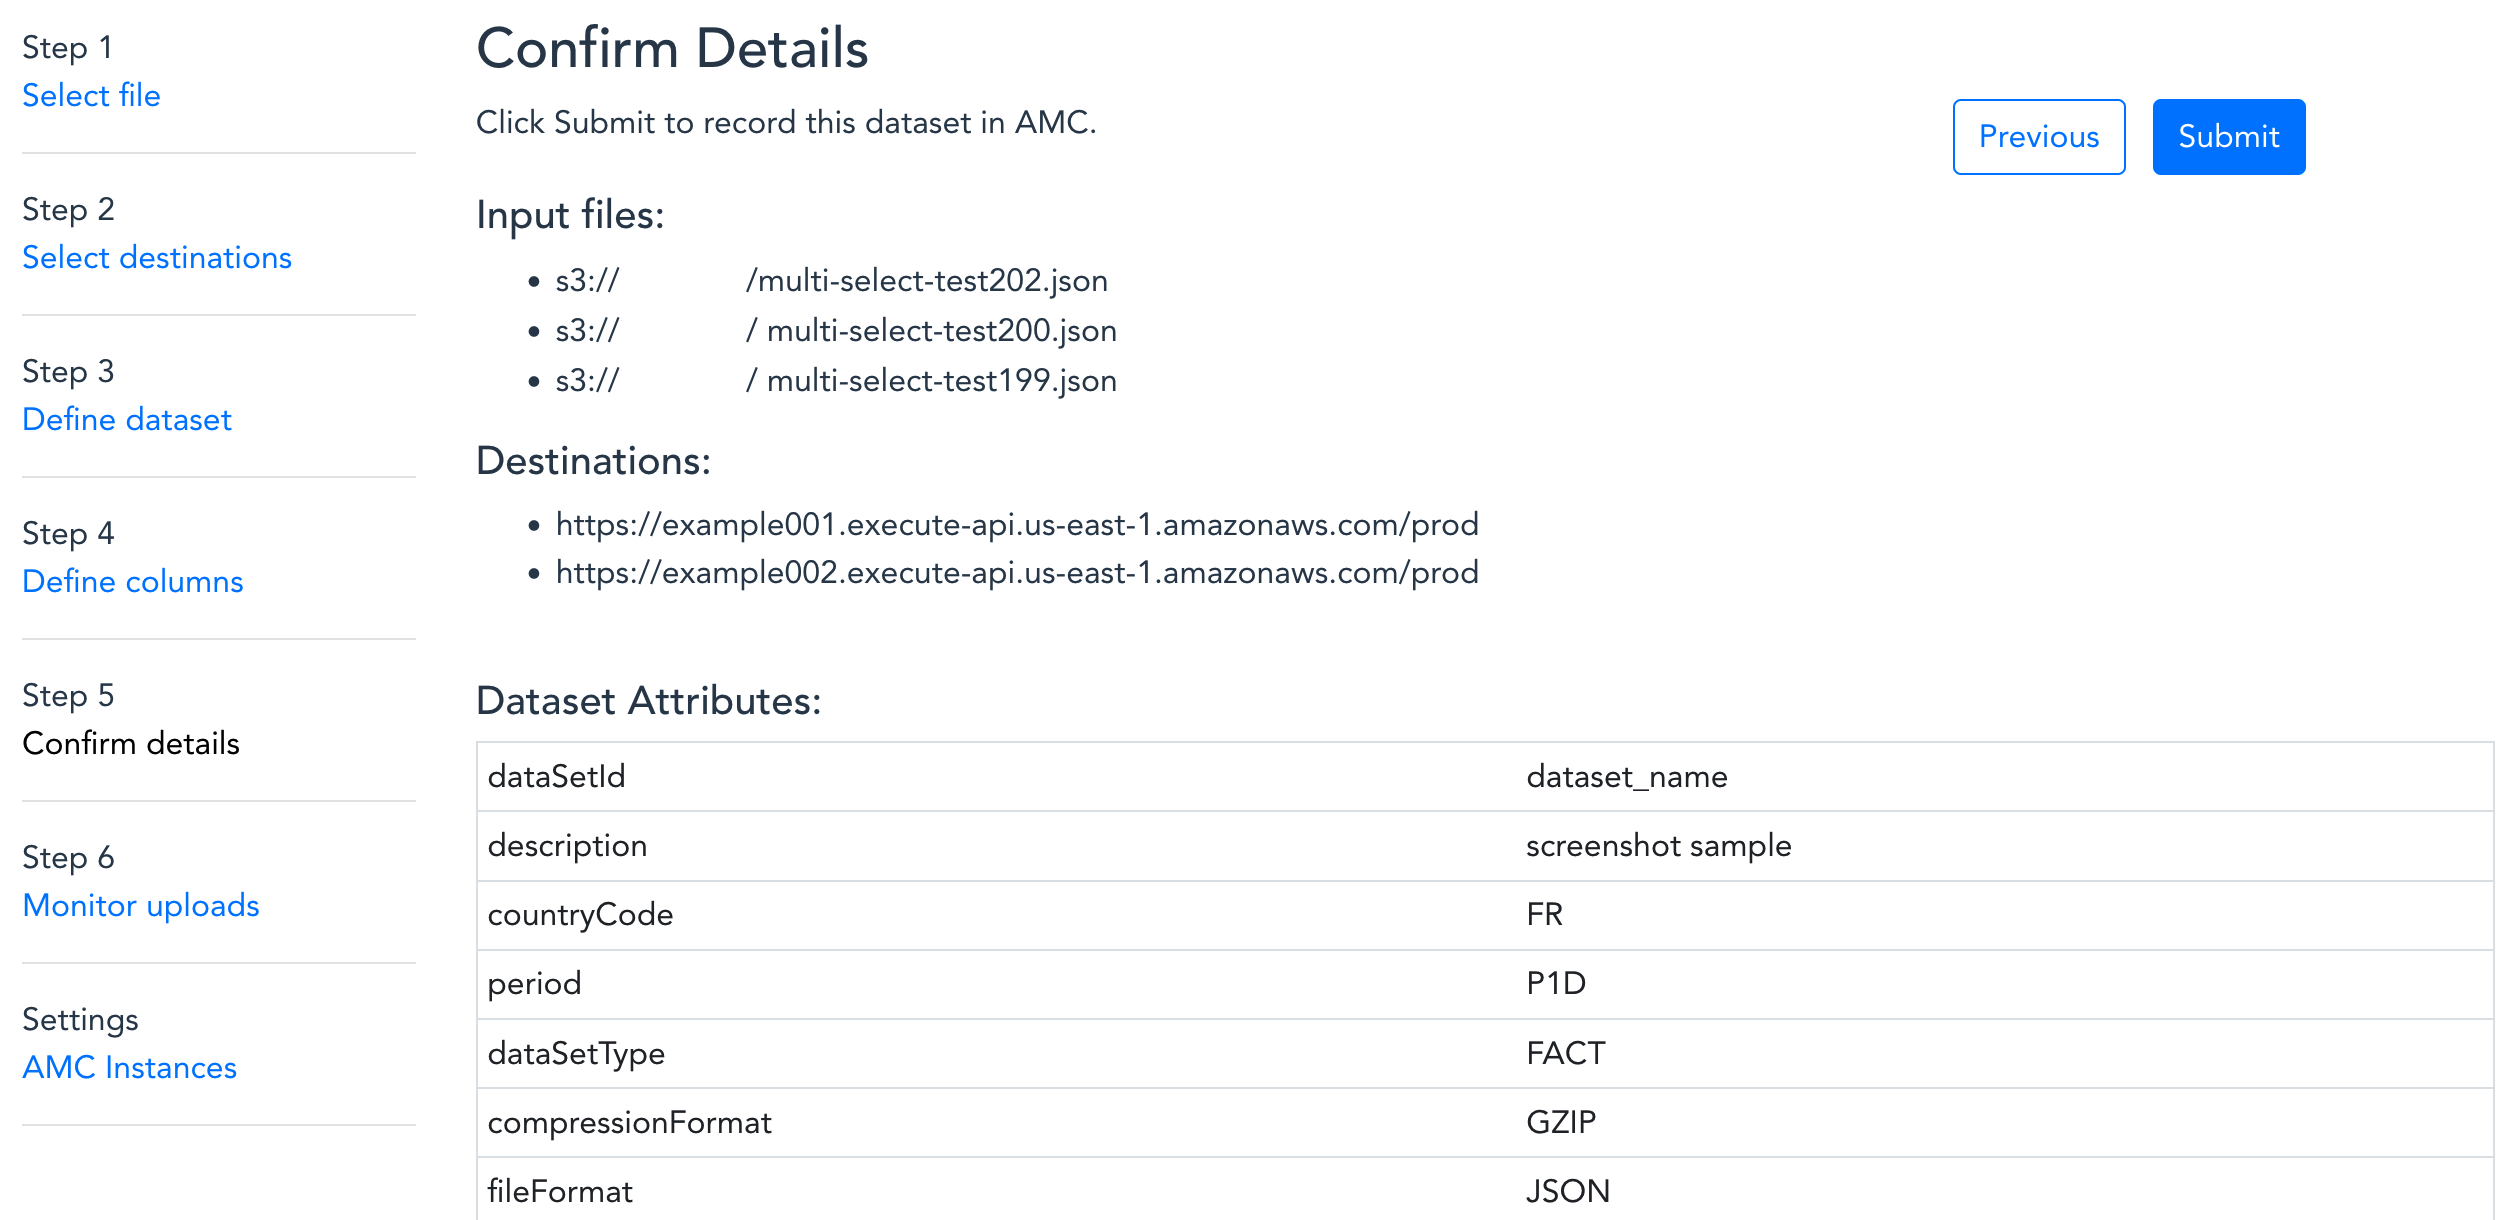 Step 1
Select file
Step 2
Select destinations
Step 3
Define dataset
Step 4
Define columns
Step 5
Confirm details
Step 6
Monitor uploads
Settings
AMC Instances
Confirm Details
Click Submit to record this dataset in AMC.
Previous
Submit
Input files:
• s3:// /multi-select-test202.json
• s3:// / multi-select-test200.json
• s3:// / multi-select-test199.json
Destinations:
• https://example001.execute-api.us-east-1.amazonaws.com/prod
• https://example002.execute-api.us-east-1.amazonaws.com/prod
Dataset Attributes:
dataSetId dataset_name
description screenshot sample
countryCode FR
period P1D
dataSetType FACT
compressionFormat GZIP
fileFormat JSON